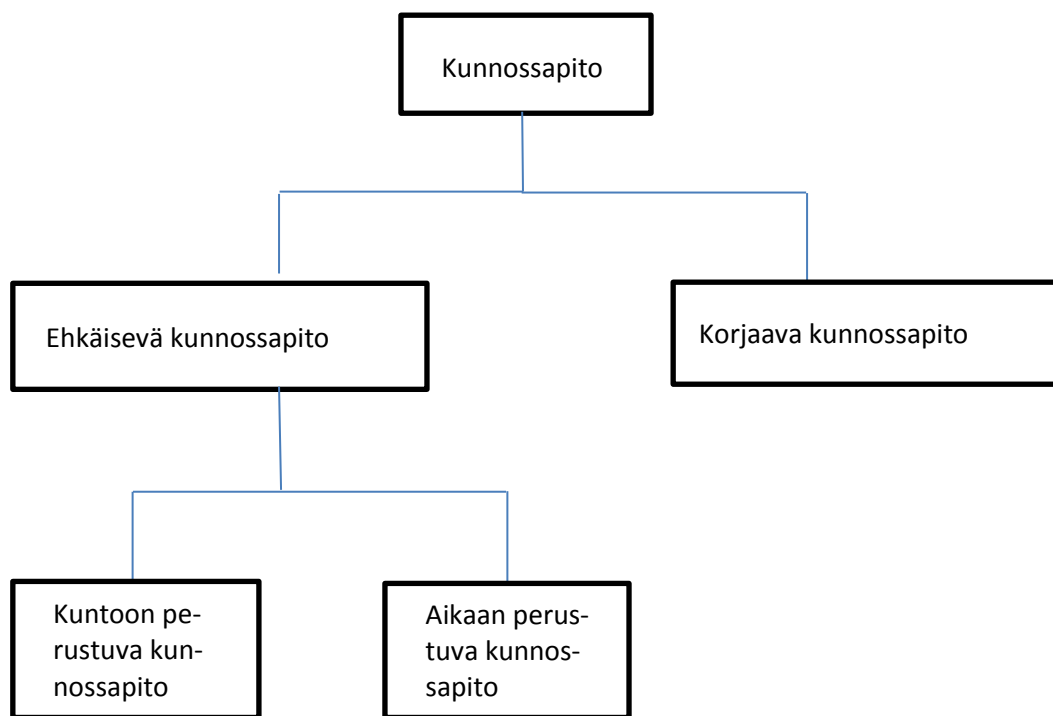 Kunnossapito
Ehkäisevä kunnossapito
Korjaava kunnossapito
Kuntoon pe-
rustuva kun-
nossapito
Aikaan perus-
tuva kunnos-
sapito